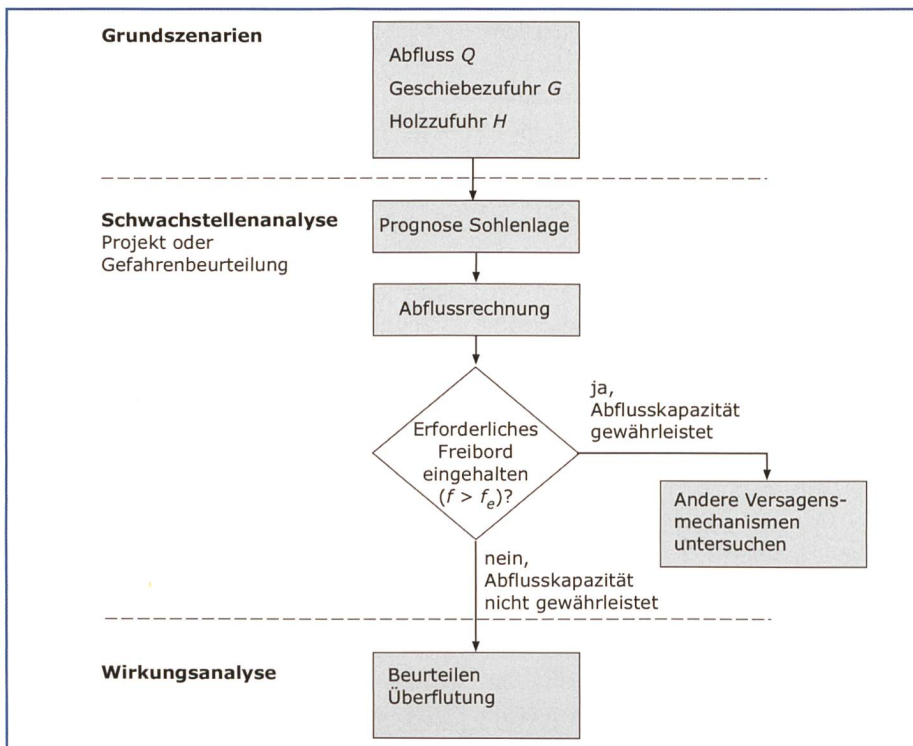 Grundszenarien
Abfluss Q
Geschiebezufuhr G
Holzzufuhr H
Schwachstellenanalyse
Projekt oder
Gefahrenbeurteilung
Prognose Sohlenlage
Abflussrechnung
Erforderliches
Freibord
eingehalten
(f > fₑ)?
ja,
Abflusskapazität
gewährleistet
Andere Versagens-
mechanismen
untersuchen
nein,
Abflusskapazität
nicht gewährleistet
Wirkungsanalyse
Beurteilen
Überflutung